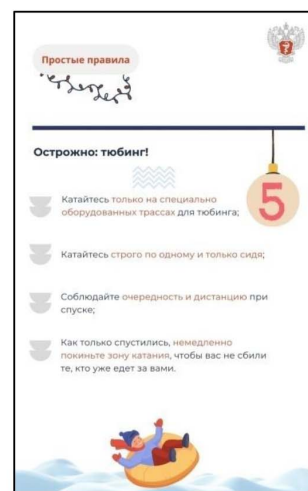 Простые правила
Острожно: тюбинг!
5
Катайтесь только на специально
оборудованных трассах для тюбинга;
Катайтесь строго по одному и только сидя;
Соблюдайте очередность и дистанцию при
спуске;
Как только спустились, немедленно
покиньте зону катания, чтобы вас не сбили
те, кто уже едет за вами.